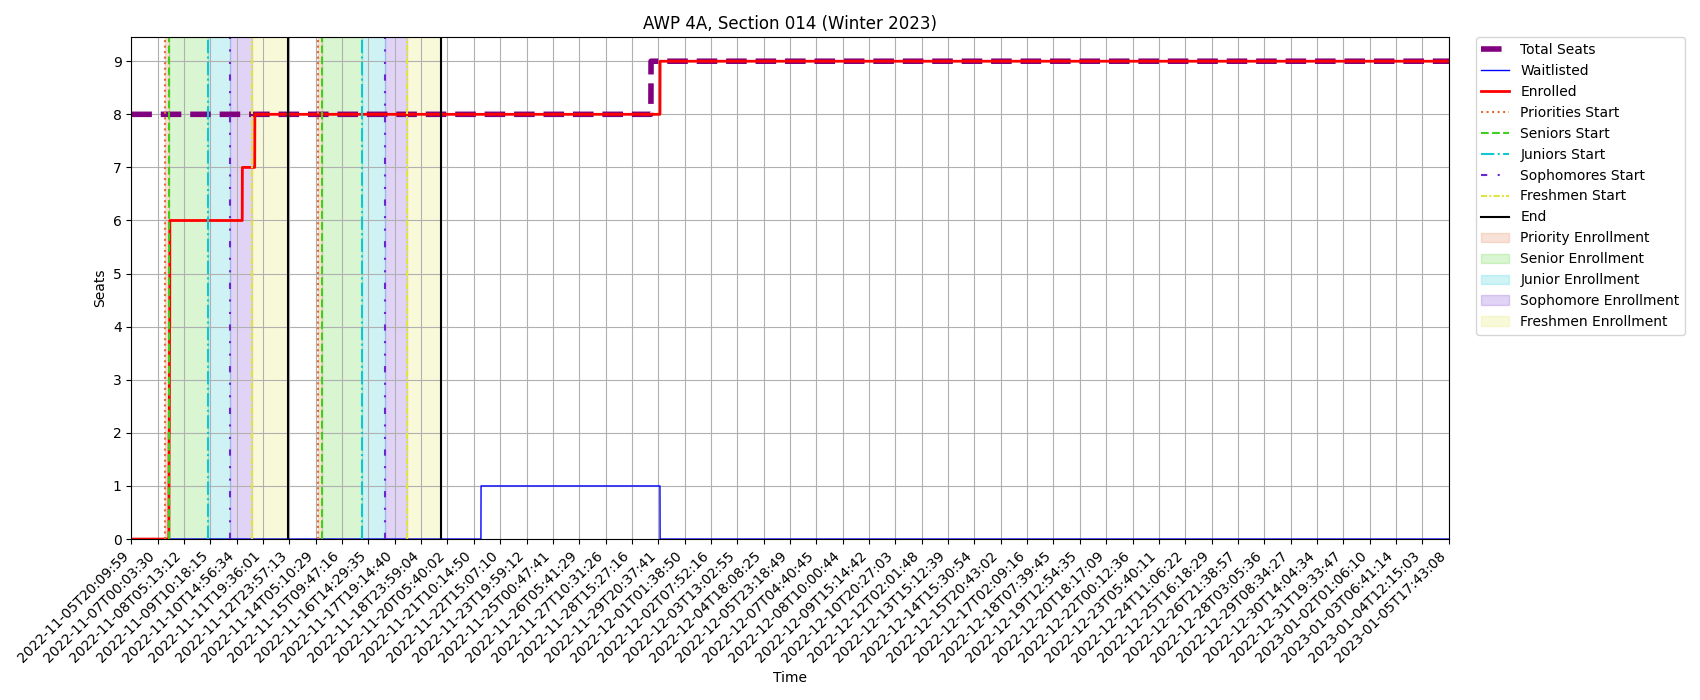 AWP 4A, Section 014 (Winter 2023)
Seats
9
8
7
6
5
4
3
2
1
0
2022-11-05T20:09:59
2022-11-07T00:03:30
2022-11-08T05:13:12
2022-11-09T10:18:15
2022-11-10T14:56:34
2022-11-11T19:36:01
2022-11-12T23:57:13
2022-11-14T05:10:29
2022-11-15T09:47:16
2022-11-16T14:29:35
2022-11-17T19:14:40
2022-11-18T23:59:04
2022-11-20T05:40:02
2022-11-21T10:14:50
2022-11-22T15:07:10
2022-11-23T19:59:12
2022-11-25T00:47:41
2022-11-26T05:41:29
2022-11-27T10:31:26
2022-11-28T15:27:16
2022-11-29T20:37:41
2022-12-01T01:38:50
2022-12-02T07:52:16
2022-12-03T13:02:55
2022-12-04T18:08:25
2022-12-05T23:18:49
2022-12-07T04:40:45
2022-12-08T10:00:44
2022-12-09T15:14:42
2022-12-10T20:27:03
2022-12-12T02:01:48
2022-12-13T15:12:39
2022-12-14T15:30:54
2022-12-15T20:43:02
2022-12-17T02:09:16
2022-12-18T07:39:45
2022-12-19T12:54:35
2022-12-20T18:17:09
2022-12-22T00:12:36
2022-12-23T05:40:11
2022-12-24T11:06:22
2022-12-25T16:18:29
2022-12-26T21:38:57
2022-12-28T03:05:36
2022-12-29T08:34:27
2022-12-30T14:04:34
2022-12-31T19:33:47
2023-01-02T01:06:10
2023-01-03T06:41:14
2023-01-04T12:15:03
2023-01-05T17:43:08
Time
Total Seats
Waitlisted
Enrolled
Priorities Start
Seniors Start
Juniors Start
Sophomores Start
Freshmen Start
End
Priority Enrollment
Senior Enrollment
Junior Enrollment
Sophomore Enrollment
Freshmen Enrollment